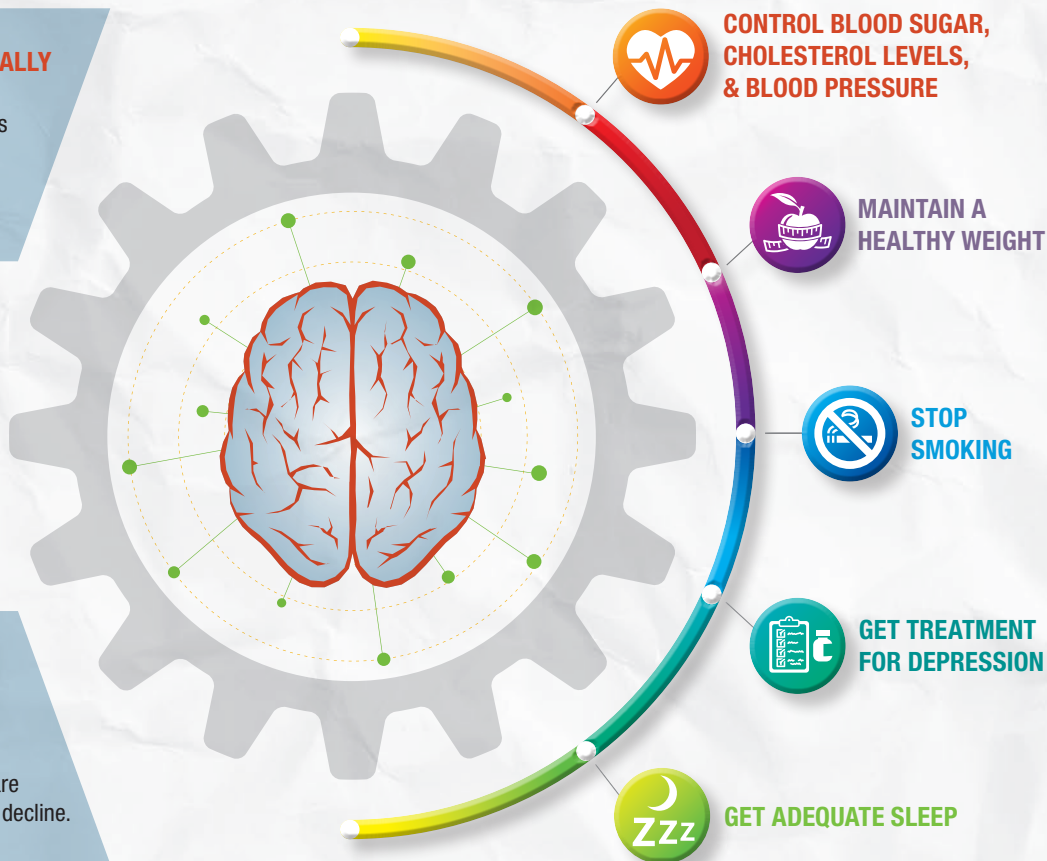 ALLY
s
CONTROL BLOOD SUGAR,
CHOLESTEROL LEVELS,
& BLOOD PRESSURE
MAINTAIN A
HEALTHY WEIGHT
STOP
SMOKING
GET TREATMENT
FOR DEPRESSION
re
decline.
zzz
GET ADEQUATE SLEEP